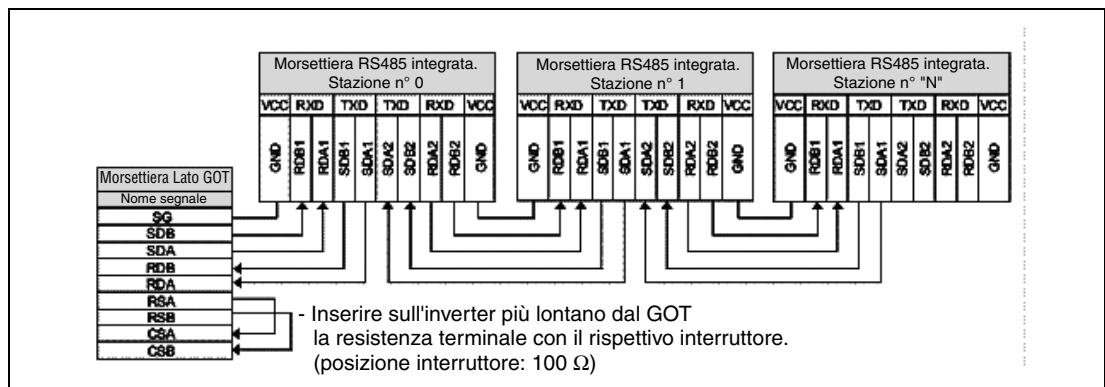 Morsettiera RS485 integrata.
Stazione n° 0
VCC RXD TXD TXD RXD VCC
GND RDB1 RDA1 SDB1 SDA1 SDA2 SDB2 RDA2 RDB2 GND
Morsettiera RS485 integrata.
Stazione n° 1
VCC RXD TXD TXD RXD VCC
GND RDB1 RDA1 SDB1 SDA1 SDA2 SDB2 RDA2 RDB2 GND
Morsettiera RS485 integrata.
Stazione n° "N"
VCC RXD TXD TXD RXD VCC
GND RDB1 RDA1 SDB1 SDA1 SDA2 SDB2 RDA2 RDB2 GND
Morsettiera Lato GOT
Nome segnale
SG
SDB
SDA
RDB
RDA
RSA
RSB
CSA
CSB
- Inserire sull'inverter più lontano dal GOT
la resistenza terminale con il rispettivo interruttore.
(posizione interruttore: 100 Ω)